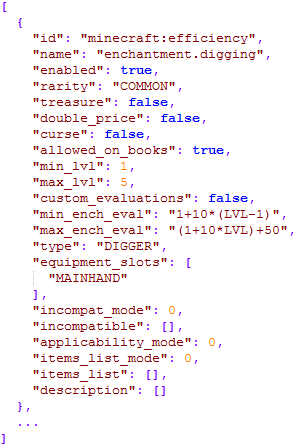 [
  {
    "id": "minecraft:efficiency",
    "name": "enchantment.digging",
    "enabled": true,
    "rarity": "COMMON",
    "treasure": false,
    "double_price": false,
    "curse": false,
    "allowed_on_books": true,
    "min_lvl": 1,
    "max_lvl": 5,
    "custom_evaluations": false,
    "min_ench_eval": "1+10*(LVL-1)",
    "max_ench_eval": "(1+10*LVL)+50",
    "type": "DIGGER",
    "equipment_slots": [
      "MAINHAND"
    ],
    "incompat_mode": 0,
    "incompatible": [],
    "applicability_mode": 0,
    "items_list_mode": 0,
    "items_list": [],
    "description": []
  },
  ...
]